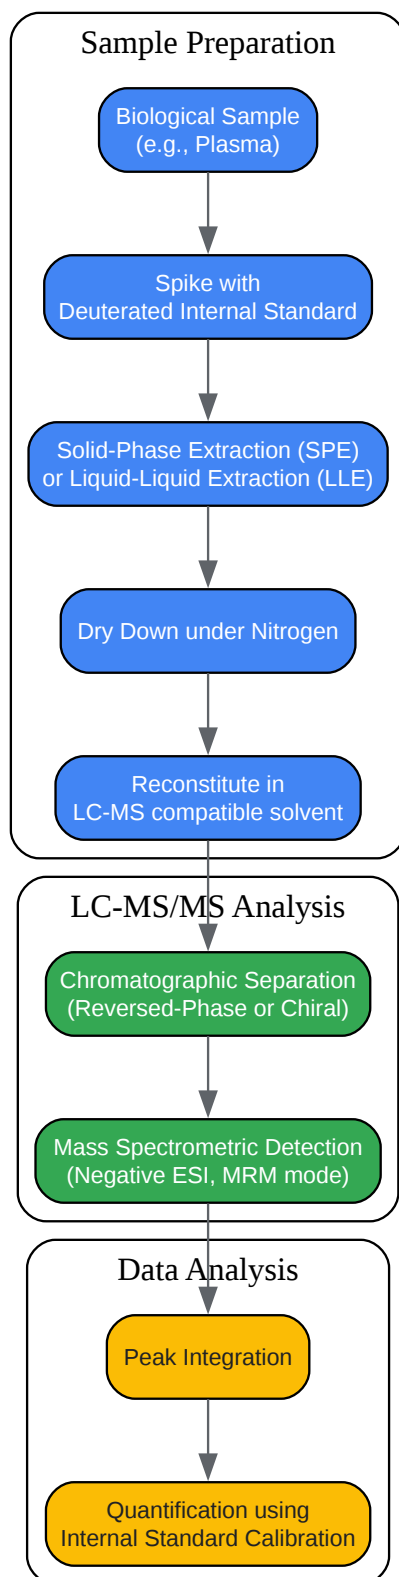 Sample Preparation
Biological Sample
(e.g., Plasma)
Spike with
Deuterated Internal Standard
Solid-Phase Extraction (SPE)
or Liquid-Liquid Extraction (LLE)
Dry Down under Nitrogen
Reconstitute in
LC-MS compatible solvent
LC-MS/MS Analysis
Chromatographic Separation
(Reversed-Phase or Chiral)
Mass Spectrometric Detection
(Negative ESI, MRM mode)
Data Analysis
Peak Integration
Quantification using
Internal Standard Calibration